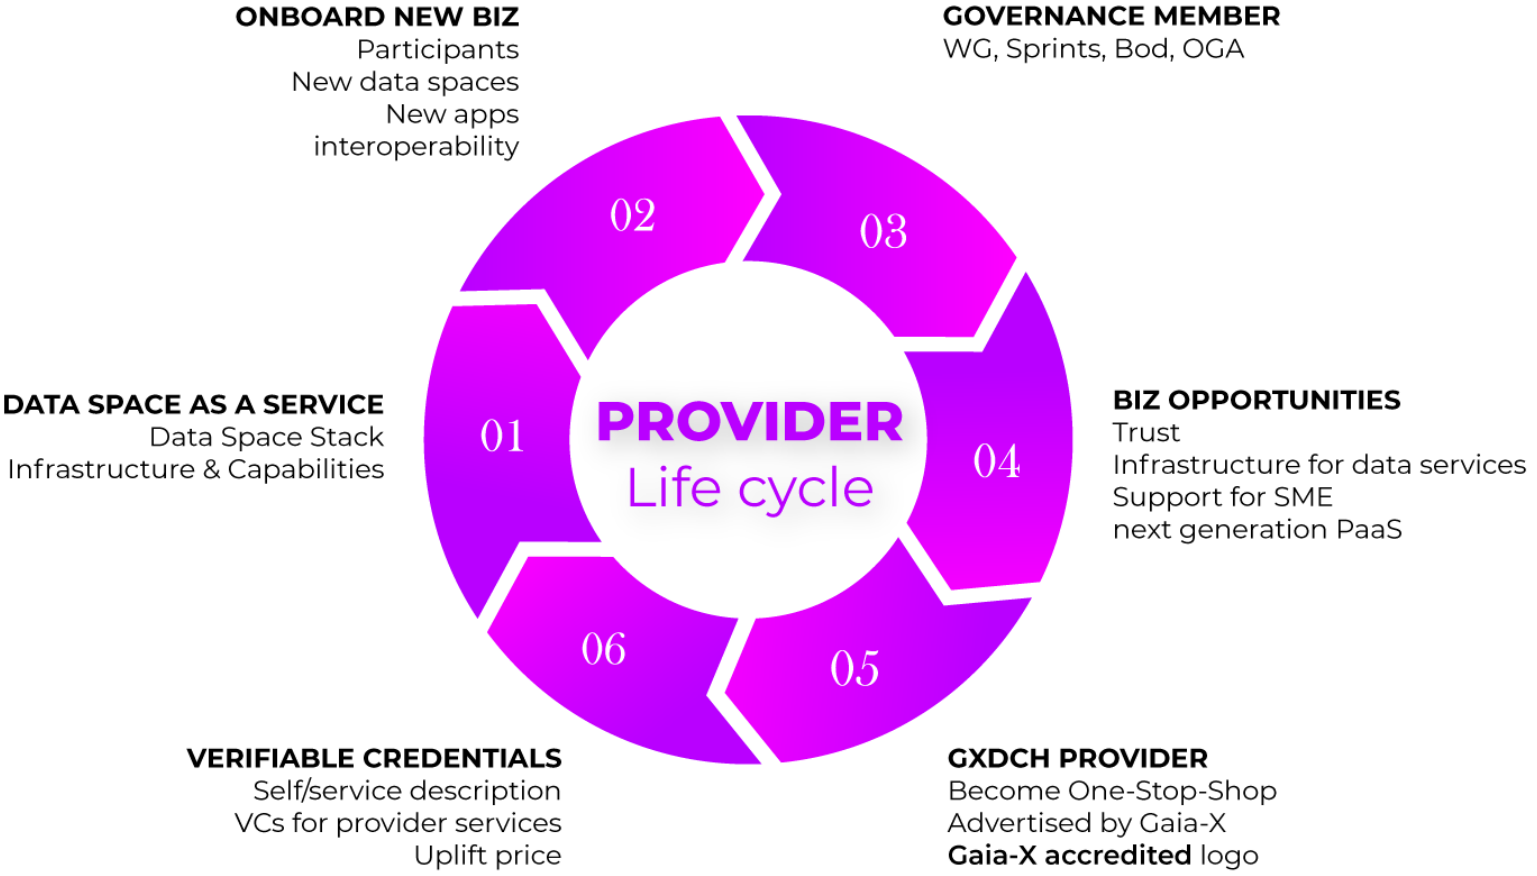 ONBOARD NEW BIZ
Participants
New data spaces
New apps
interoperability
GOVERNANCE MEMBER
WG, Sprints, Bod, OGA
02
03
DATA SPACE AS A SERVICE
Data Space Stack
Infrastructure & Capabilities
01
PROVIDER
Life cycle
04
BIZ OPPORTUNITIES
Trust
Infrastructure for data services
Support for SME
next generation PaaS
06
05
VERIFIABLE CREDENTIALS
Self/service description
VCs for provider services
Uplift price
GXDCH PROVIDER
Become One-Stop-Shop
Advertised by Gaia-X
Gaia-X accredited logo